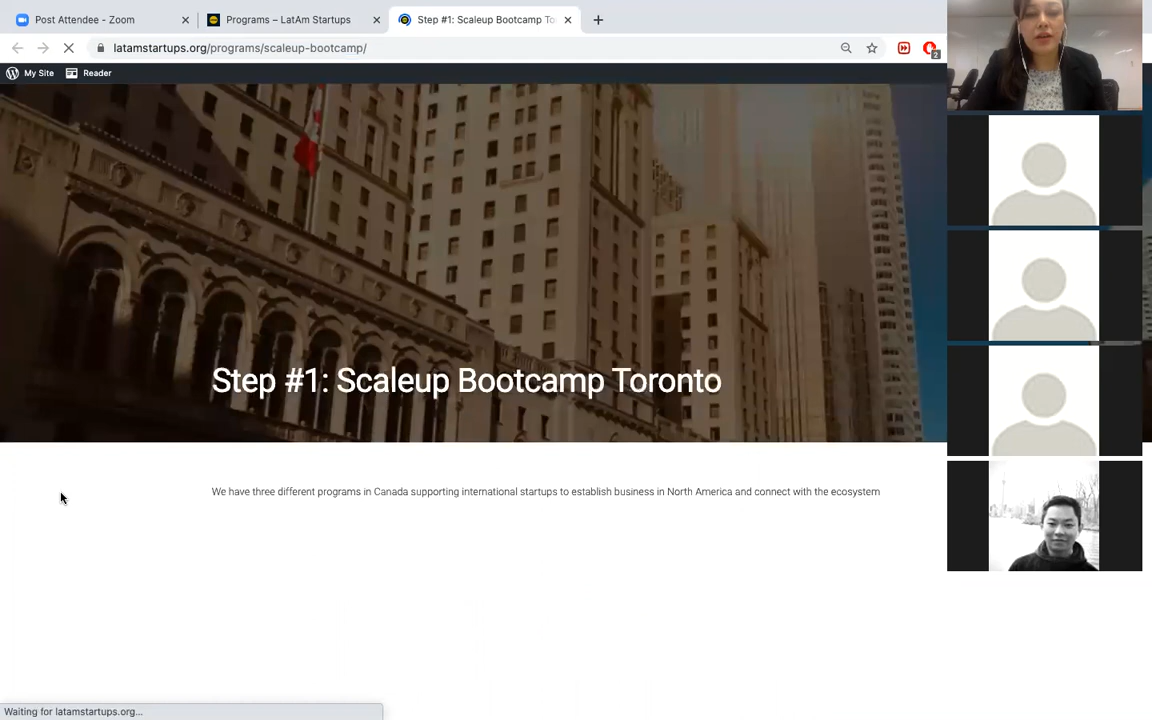 Post Attendee - Zoom
Programs – LatAm Startups
Step #1: Scaleup Bootcamp To
latamstartups.org/programs/scaleup-bootcamp/
2
My Site
Reader
Step #1: Scaleup Bootcamp Toronto
We have three different programs in Canada supporting international startups to establish business in North America and connect with the ecosystem
Waiting for latamstartups.org...